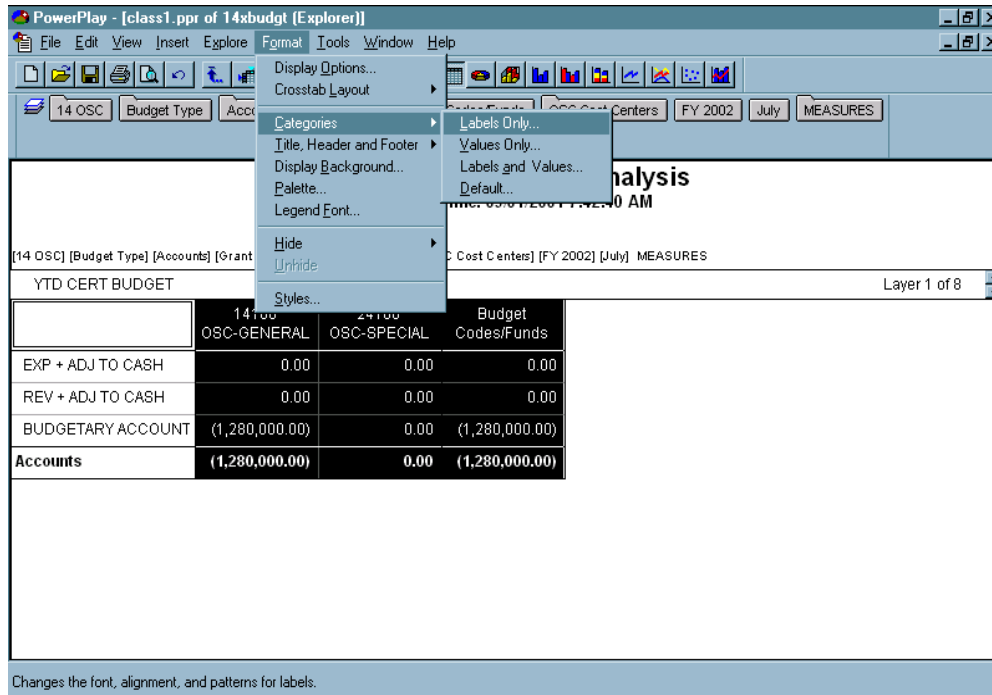 PowerPlay - [class1.ppr of 14xbudgt (Explorer)]
File Edit View Insert Explore Format Tools Window Help
14 OSC Budget Type Cost Centers FY 2002 July MEASURES
Display Options...
Crosstab Layout
Categories
Title, Header and Footer
Display Background...
Palette...
Legend Font...
Hide
Unhide
Styles...
Labels Only...
Values Only...
Labels and Values...
Default...
7:42:40 AM
[14 OSC] [Budget Type] [Accounts] [Grant Cost Centers] [FY 2002] [July] MEASURES
YTD CERT BUDGET Layer 1 of 8
OSC-GENERAL OSC-SPECIAL Budget Codes/Funds
EXP + ADJ TO CASH 0.00 0.00 0.00
REV + ADJ TO CASH 0.00 0.00 0.00
BUDGETARY ACCOUNT (1,280,000.00) 0.00 (1,280,000.00)
Accounts (1,280,000.00) 0.00 (1,280,000.00)
Changes the font, alignment, and patterns for labels.